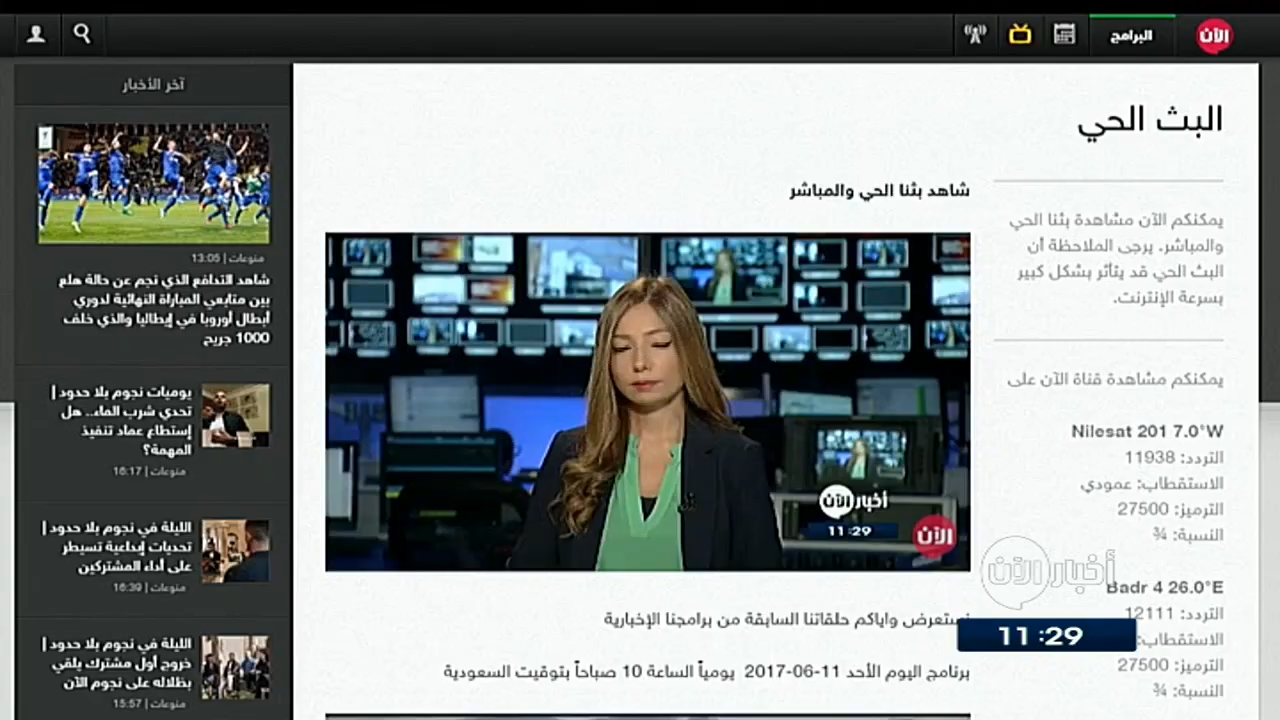 الآن
البرامج
البث الحي
يمكنكم الآن مشاهدة بثنا الحي
والمباشر. يرجى الملاحظة أن
البث الحي قد يتأثر بشكل كبير
بسرعة الإنترنت.
يمكنكم مشاهدة قناة الآن على
Nilesat 201 7.0°W
التردد: 11938
الاستقطاب: عمودي
الترميز: 27500
النسبة: ¾
Badr 4 26.0°E
التردد: 12111
الاستقطاب:
الترميز: 27500
النسبة: ¾
أخبار الآن
11:29
شاهد بثنا الحي والمباشر
أخبار الآن
11:29
الآن
نستعرض واياكم حلقاتنا السابقة من برامجنا الإخبارية
برنامج اليوم الأحد 11-06-2017 يومياً الساعة 10 صباحاً بتوقيت السعودية
آخر الأخبار
منوعات | 13:05
شاهد التدافع الذي نجم عن حالة هلع
بين متابعي المباراة النهائية لدوري
أبطال أوروبا في إيطاليا والذي خلف
1000 جريح
يوميات نجوم بلا حدود |
تحدي شرب الماء.. هل
إستطاع عماد تنفيذ
المهمة؟
منوعات | 16:17
الليلة في نجوم بلا حدود |
تحديات إبداعية تسيطر
على أداء المشتركين
منوعات | 16:39
الليلة في نجوم بلا حدود |
خروج أول مشترك يلقي
بظلاله على نجوم الآن
منوعات | 15:57